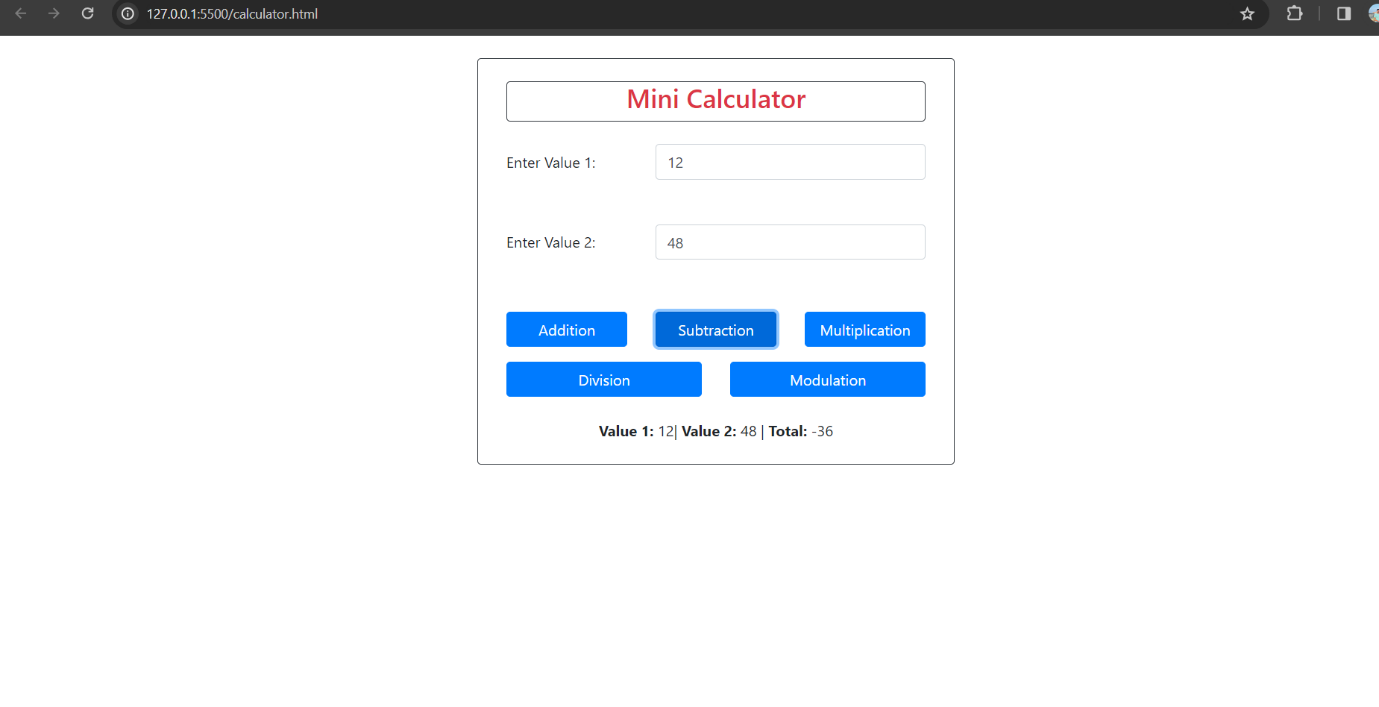 127.0.0.1:5500/calculator.html
Mini Calculator
Enter Value 1: 12
Enter Value 2: 48
Addition Subtraction Multiplication
Division Modulation
Value 1: 12| Value 2: 48 | Total: -36